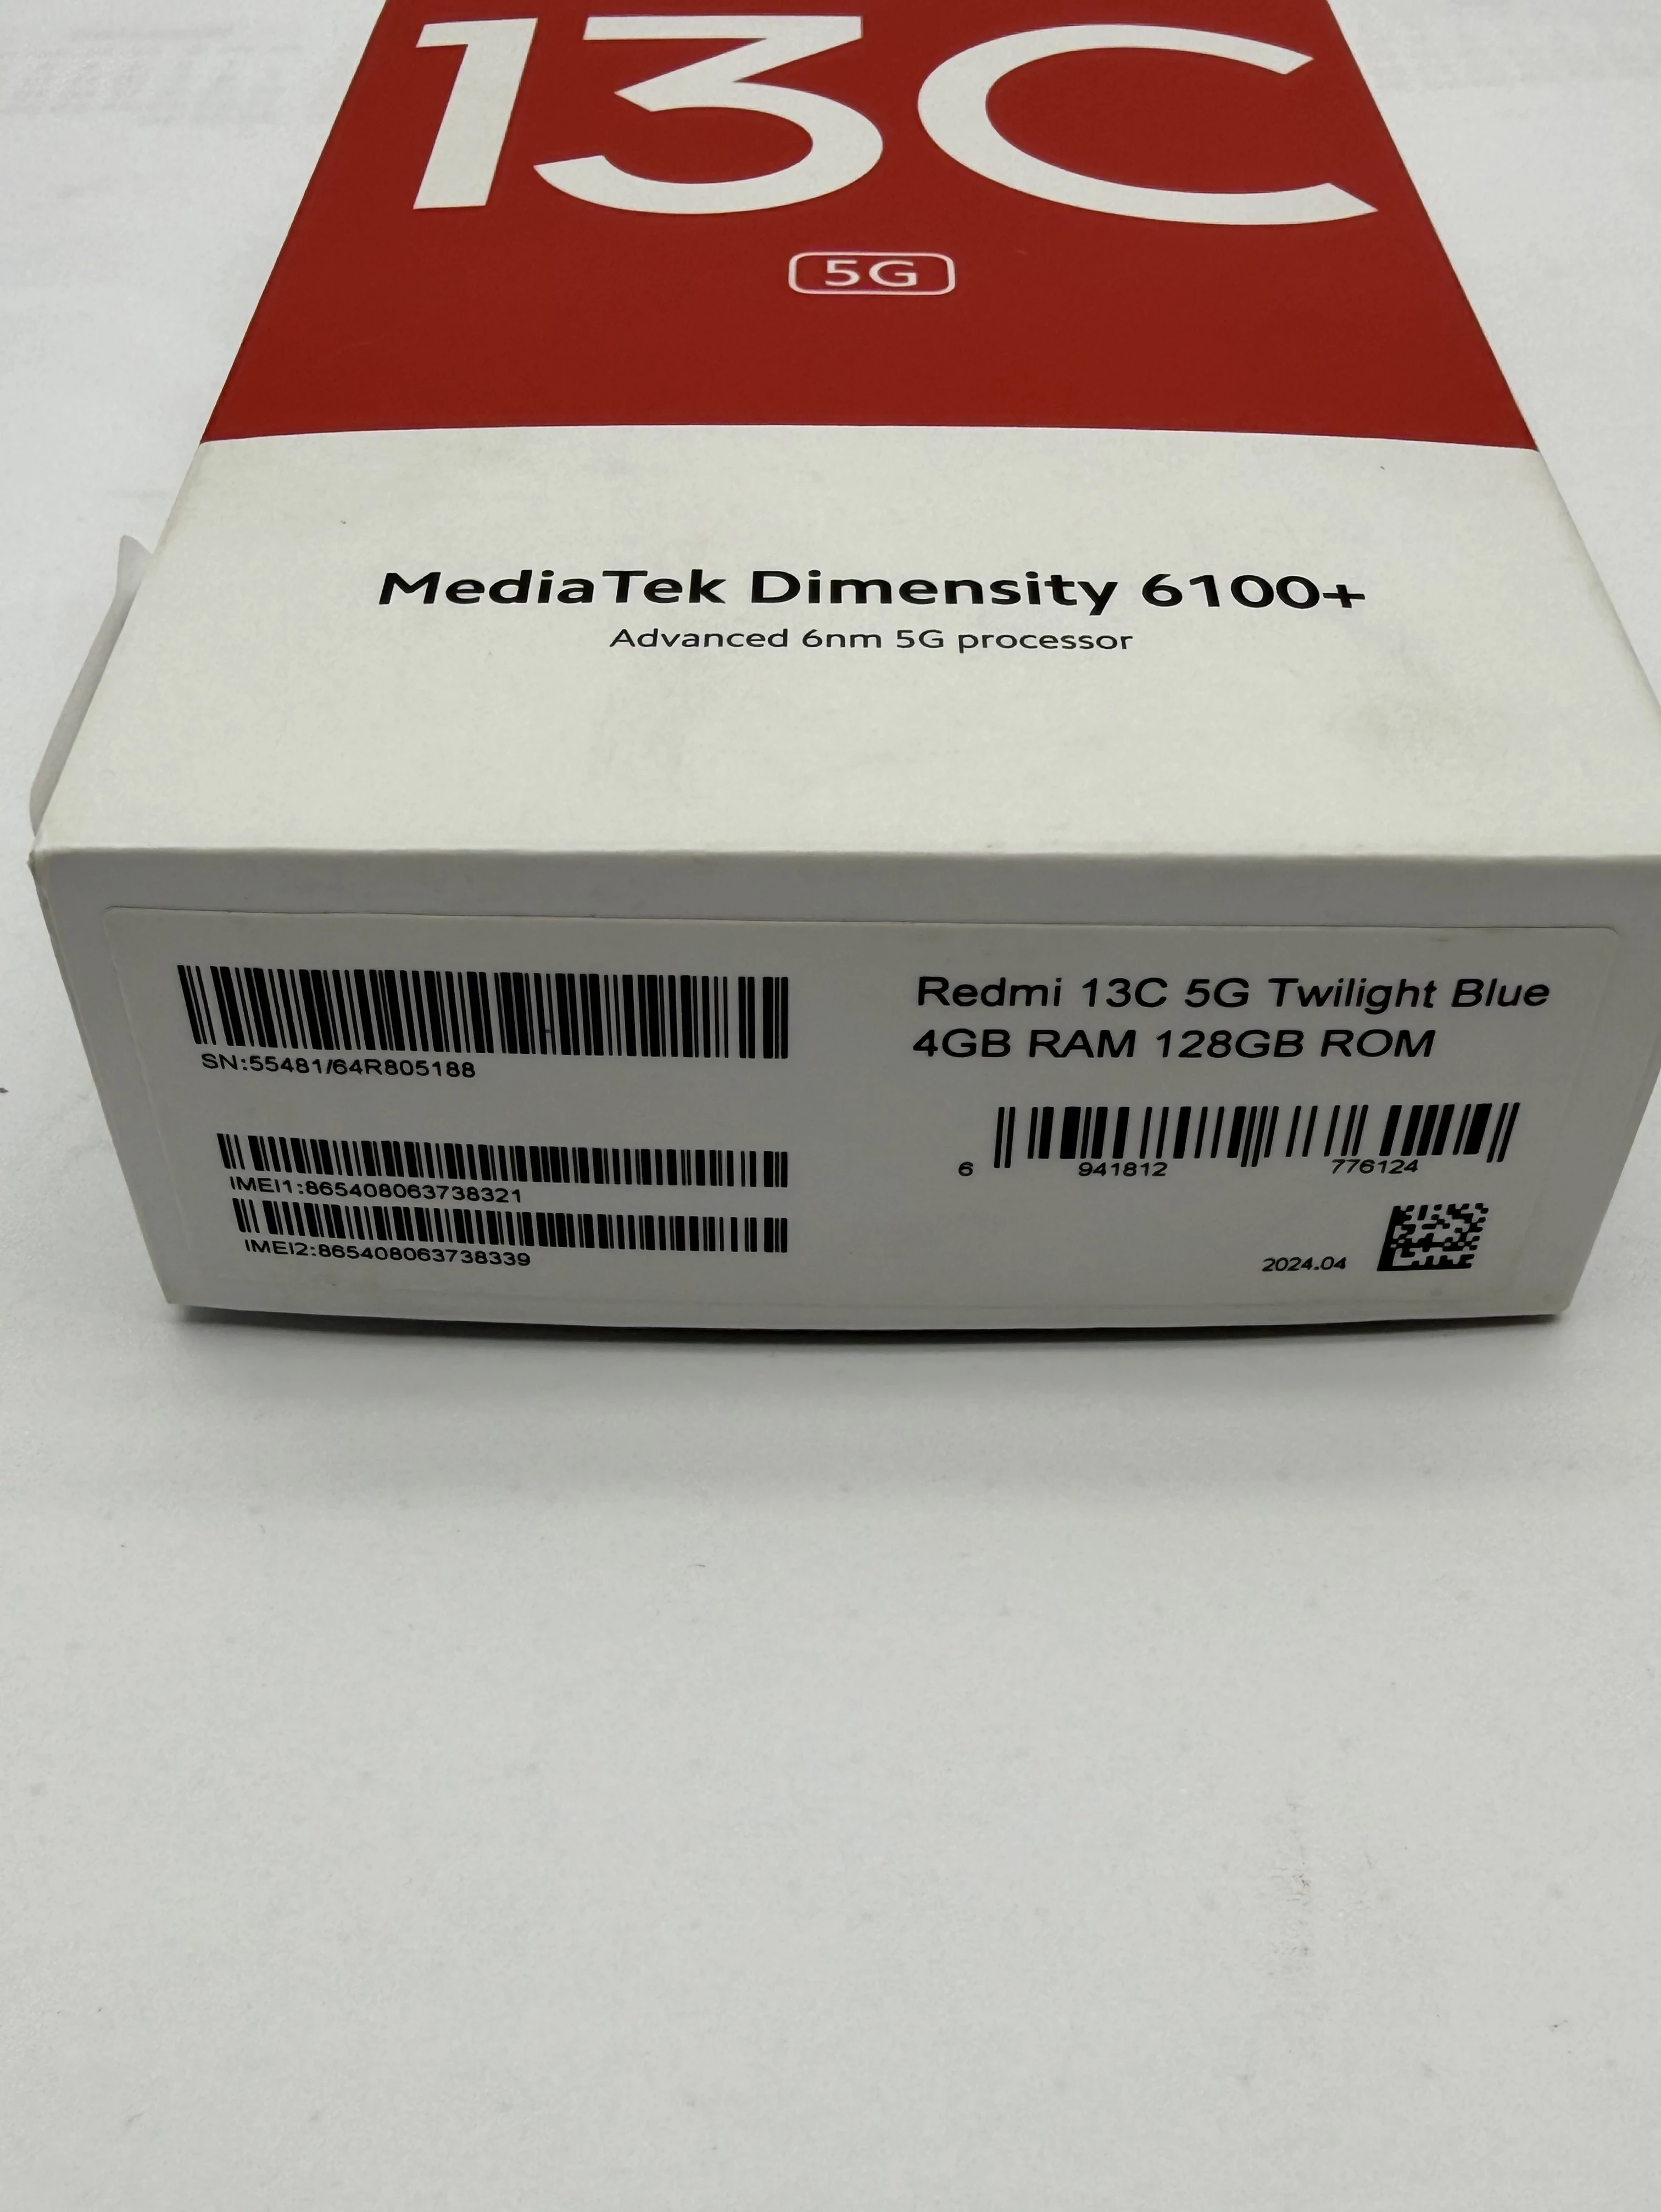 13C
5G
MediaTek Dimensity 6100+
Advanced 6nm 5G processor
SN:55481/64R805188
IMEI1:865408063738321
IMEI2:865408063738339
Redmi 13C 5G Twilight Blue
4GB RAM 128GB ROM
6 941812 776124
2024.04